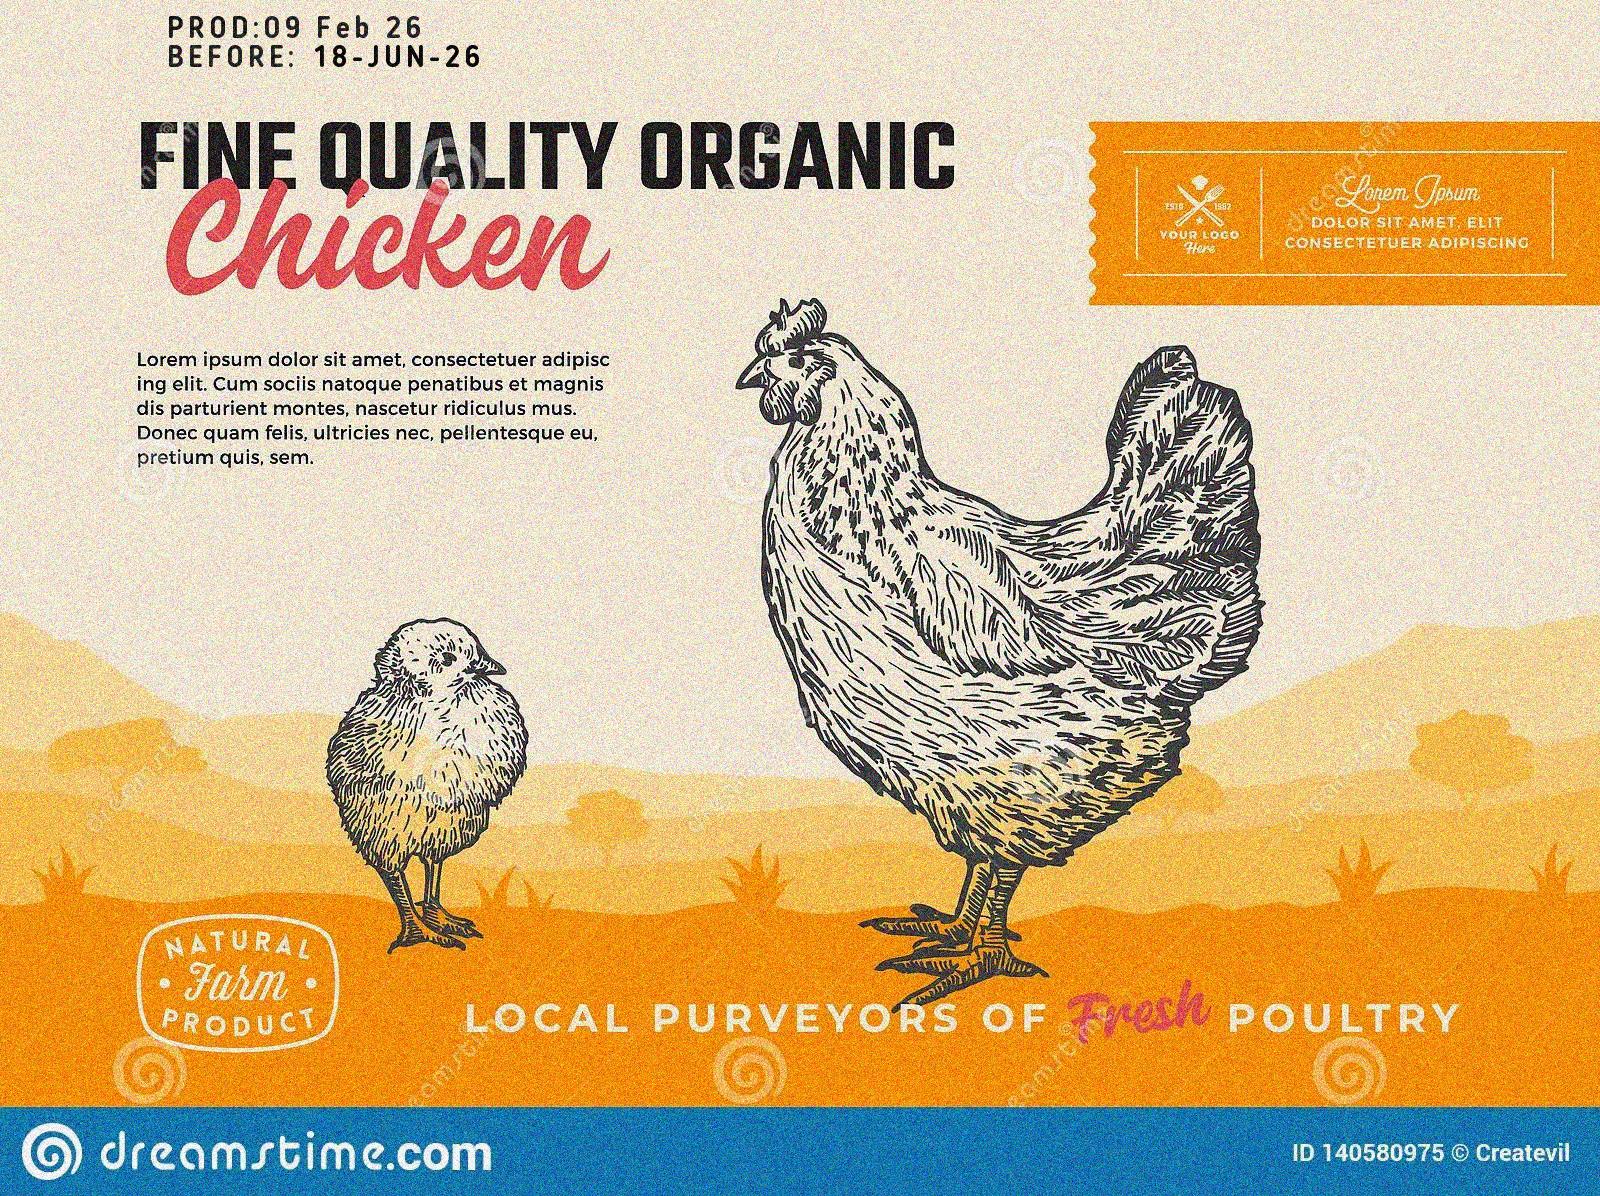 PROD:09 Feb 26
BEFORE: 18-JUN-26
FINE QUALITY ORGANIC
Chicken
Lorem Ipsum
DOLOR SIT AMET, ELIT
CONSECTETUER ADIPISCING
ESTD 1982
YOUR LOGO
Here
Lorem ipsum dolor sit amet, consectetuer adipisc
ing elit. Cum sociis natoque penatibus et magnis
dis parturient montes, nascetur ridiculus mus.
Donec quam felis, ultricies nec, pellentesque eu,
pretium quis, sem.
NATURAL
Farm
PRODUCT
LOCAL PURVEYORS OF Fresh POULTRY
dreamstime.com
ID 140580975 © Createvil